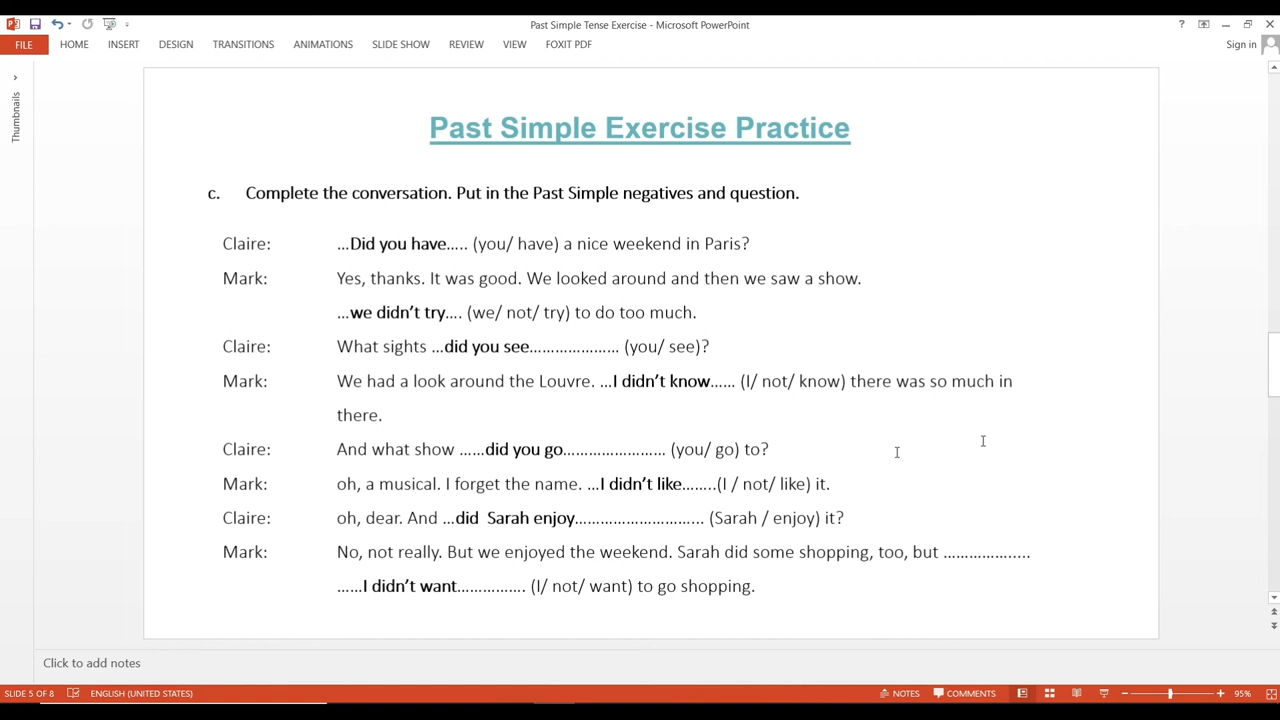 Past Simple Tense Exercise - Microsoft PowerPoint
?
FILE HOME INSERT DESIGN TRANSITIONS ANIMATIONS SLIDE SHOW REVIEW VIEW FOXIT PDF Sign in
Thumbnails
Past Simple Exercise Practice
c. Complete the conversation. Put in the Past Simple negatives and question.
Claire: …Did you have….. (you/ have) a nice weekend in Paris?
Mark: Yes, thanks. It was good. We looked around and then we saw a show.
…we didn’t try…. (we/ not/ try) to do too much.
Claire: What sights …did you see………………… (you/ see)?
Mark: We had a look around the Louvre. …I didn’t know…… (I/ not/ know) there was so much in
there.
Claire: And what show ……did you go………………….. (you/ go) to?
Mark: oh, a musical. I forget the name. …I didn’t like……..(I / not/ like) it.
Claire: oh, dear. And …did  Sarah enjoy……………………….. (Sarah / enjoy) it?
Mark: No, not really. But we enjoyed the weekend. Sarah did some shopping, too, but …………….....
……I didn’t want…………. (I/ not/ want) to go shopping.
Click to add notes
SLIDE 5 OF 8 ENGLISH (UNITED STATES) NOTES COMMENTS 95%